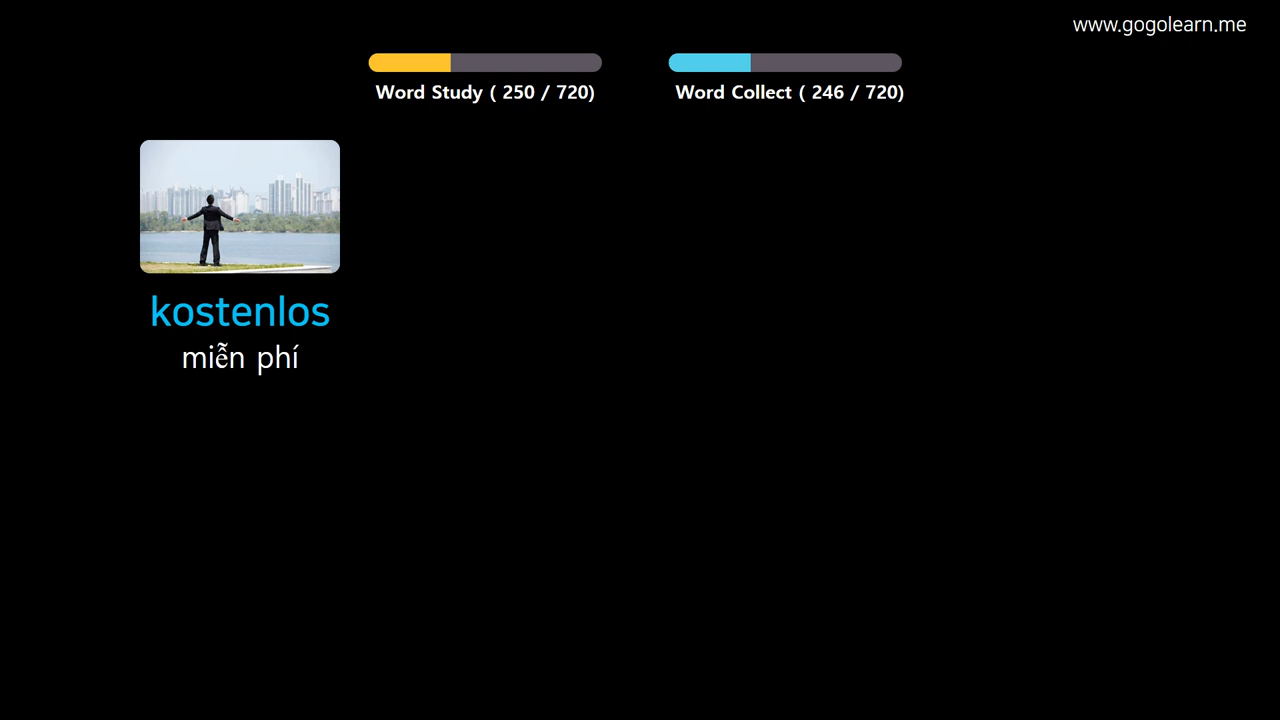 www.gogolearn.me
Word Study ( 250 / 720)
Word Collect ( 246 / 720)
kostenlos
miễn phí